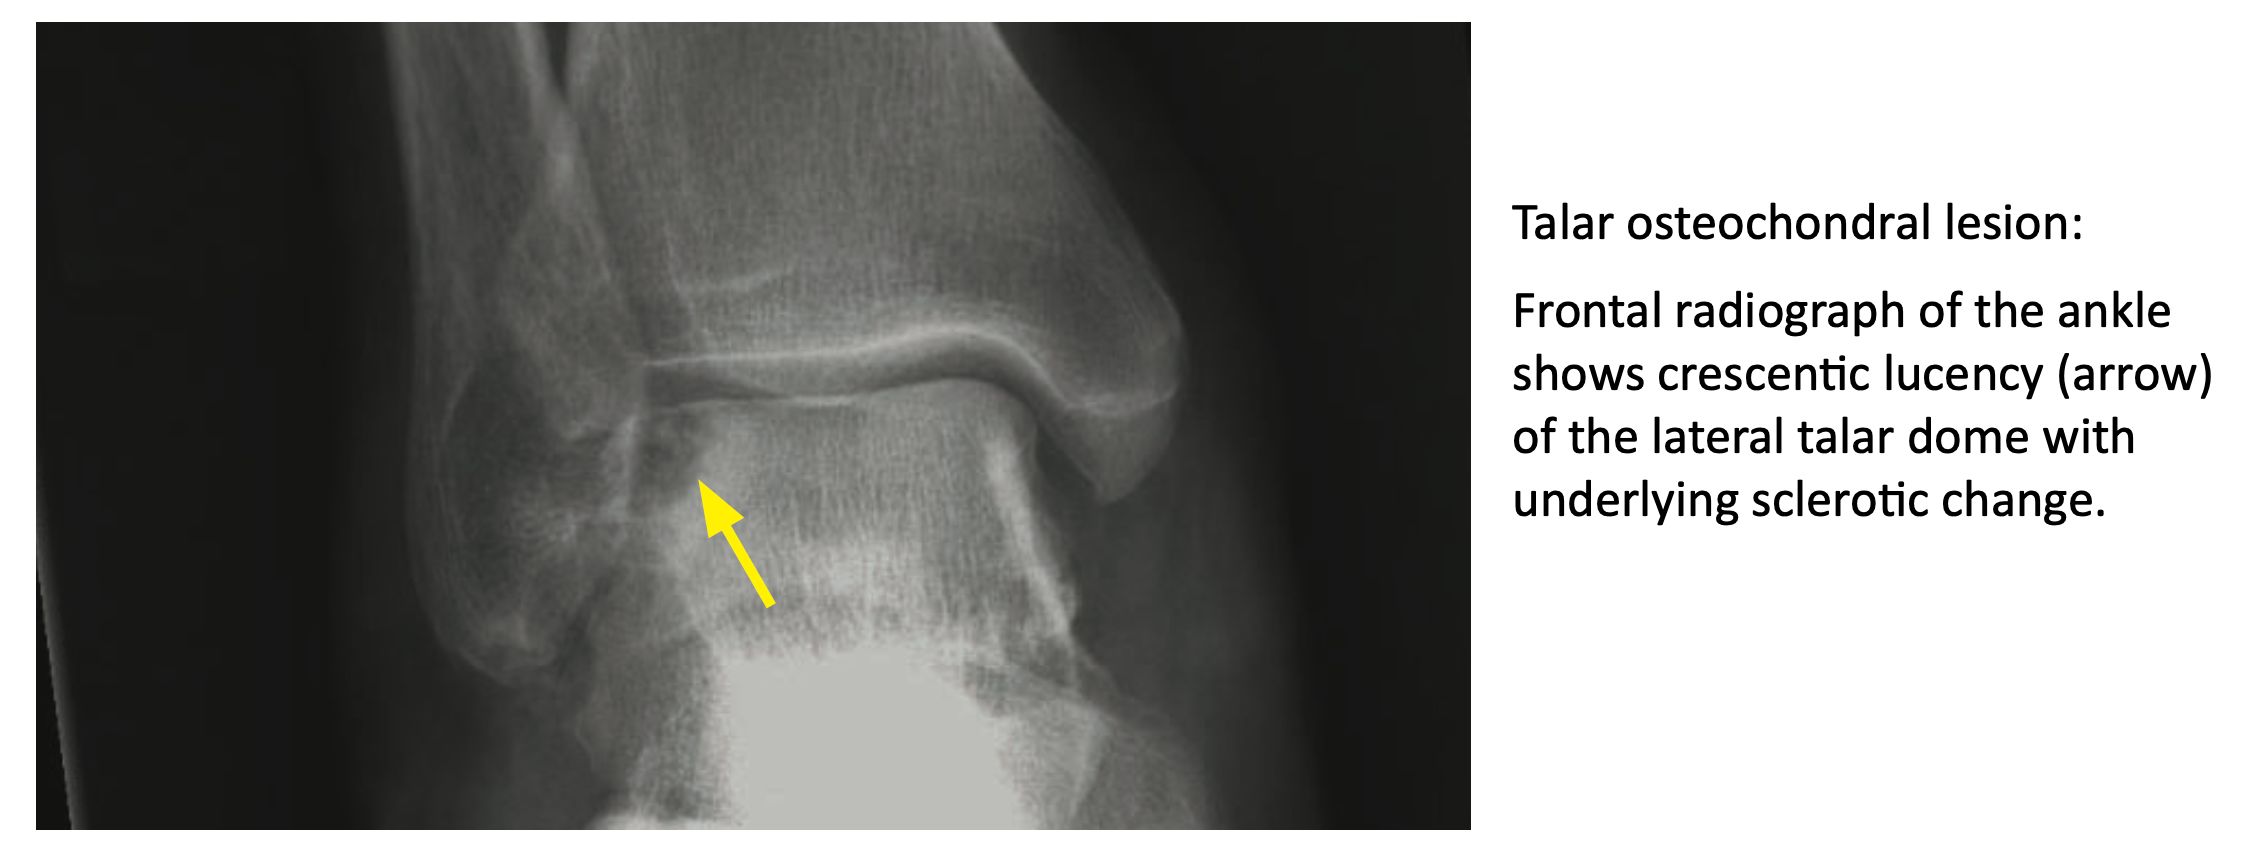 Talar osteochondral lesion:
Frontal radiograph of the ankle
shows crescentic lucency (arrow)
of the lateral talar dome with
underlying sclerotic change.